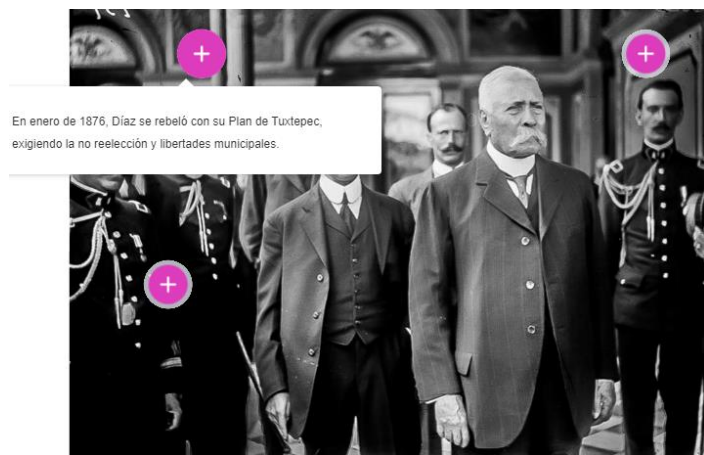 En enero de 1876, Díaz se rebeló con su Plan de Tuxtepec,
exigiendo la no reelección y libertades municipales.